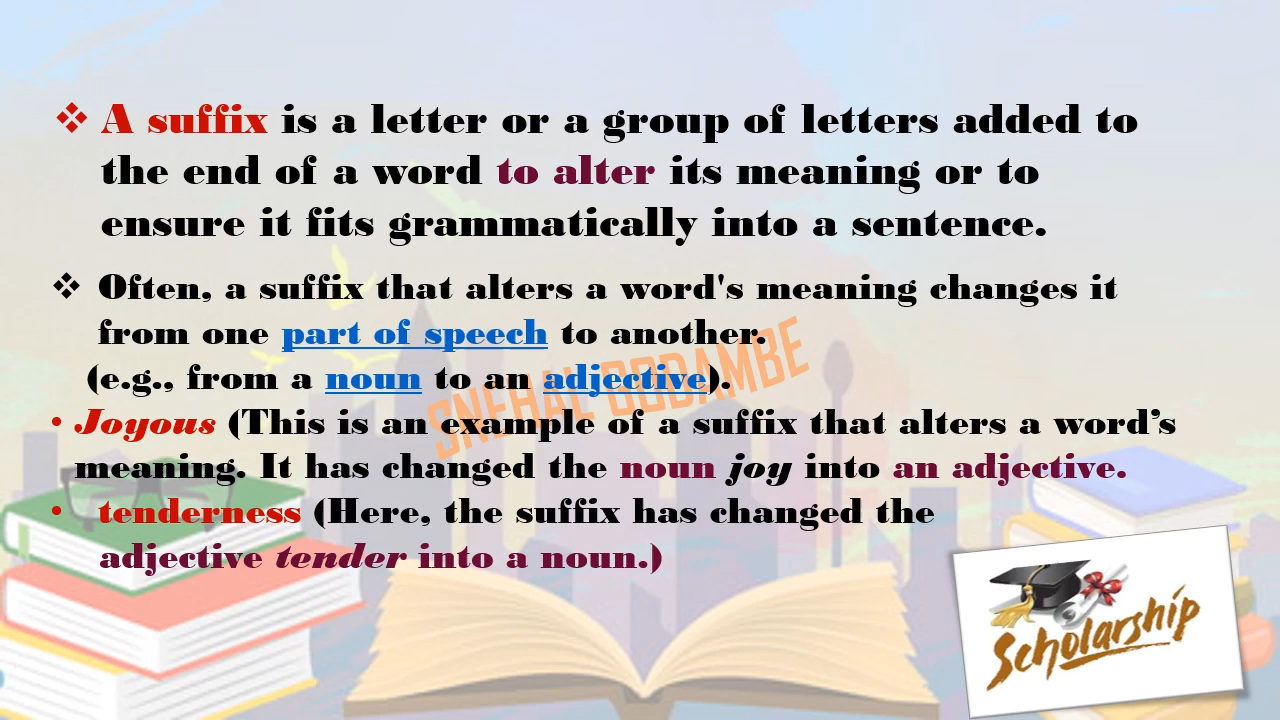 ❖ A suffix is a letter or a group of letters added to
the end of a word to alter its meaning or to
ensure it fits grammatically into a sentence.
❖ Often, a suffix that alters a word's meaning changes it
from one part of speech to another.
(e.g., from a noun to an adjective).
• Joyous (This is an example of a suffix that alters a word’s
meaning. It has changed the noun joy into an adjective.
• tenderness (Here, the suffix has changed the
adjective tender into a noun.)
SNEHAL GODAMBE
Scholarship